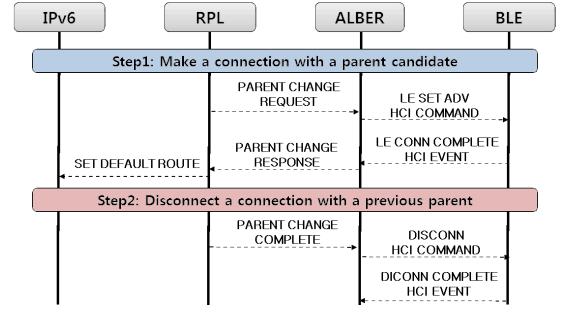 IPv6 RPL ALBER BLE
Step1: Make a connection with a parent candidate
PARENT CHANGE
REQUEST
LE SET ADV
HCI COMMAND
LE CONN COMPLETE
HCI EVENT
PARENT CHANGE
RESPONSE
SET DEFAULT ROUTE
Step2: Disconnect a connection with a previous parent
PARENT CHANGE
COMPLETE
DISCONN
HCI COMMAND
DICONN COMPLETE
HCI EVENT